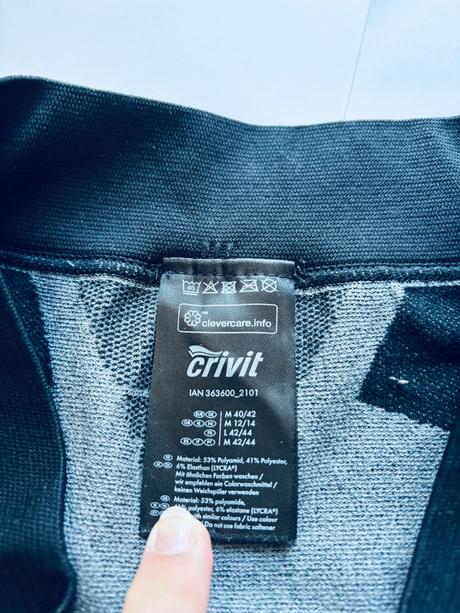 40
™
clevercare.info
crivit
IAN 363600_2101
M 40/42
M 12/14
L 42/44
M 42/44
Material: 53% Polyamid, 41% Polyester,
6% Elasthan (LYCRA®)
Mit ähnlichen Farben waschen /
wir empfehlen ein Colorwaschmittel /
keinen Weichspüler verwenden
Material: 53% polyamide,
polyester, 6% elastane (LYCRA®)
with similar colours / Use colour
Do not use fabric softener